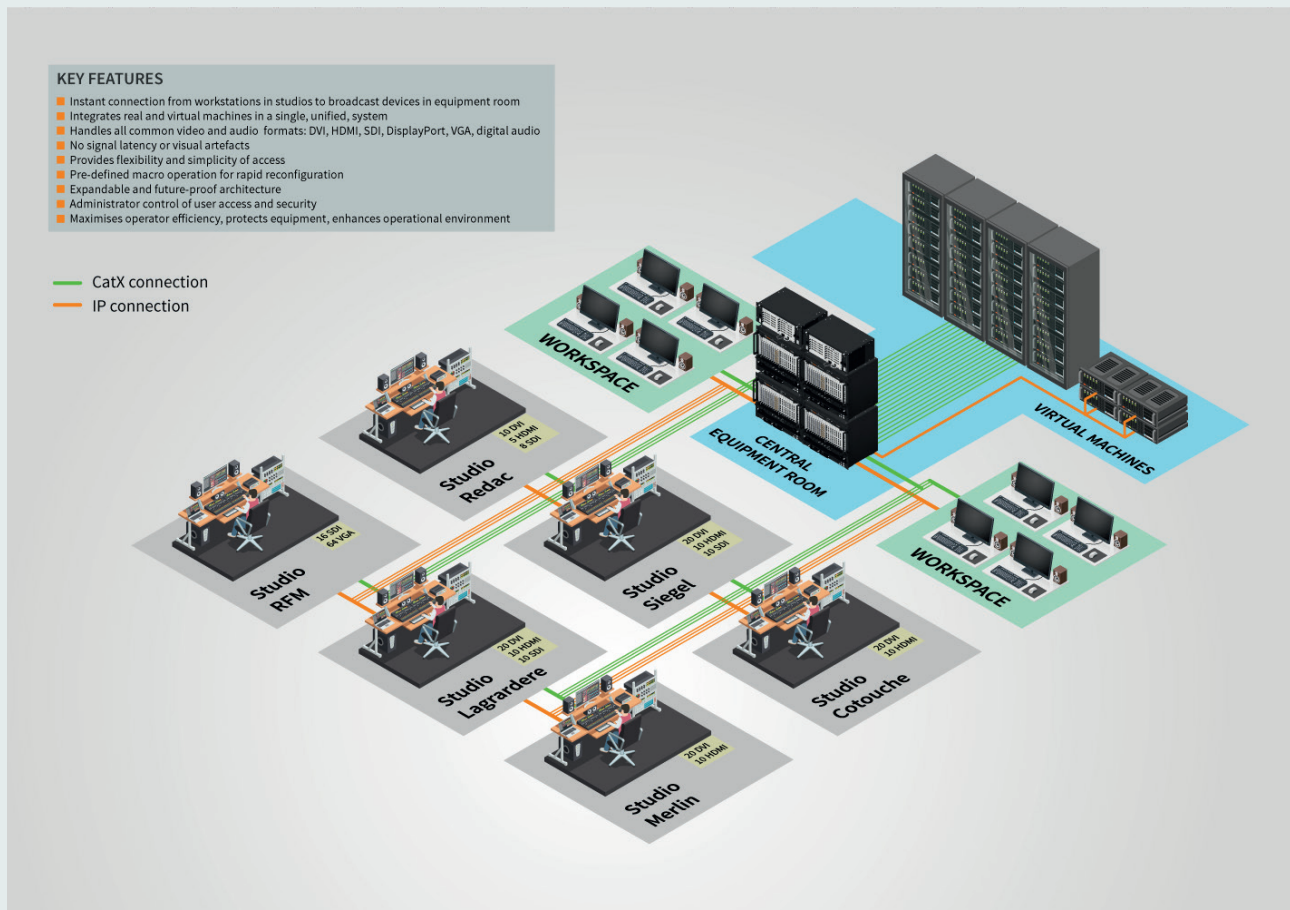 KEY FEATURES
Instant connection from workstations in studios to broadcast devices in equipment room
Integrates real and virtual machines in a single, unified, system
Handles all common video and audio formats: DVI, HDMI, SDI, DisplayPort, VGA, digital audio
No signal latency or visual artefacts
Provides flexibility and simplicity of access
Pre-defined macro operation for rapid reconfiguration
Expandable and future-proof architecture
Administrator control of user access and security
Maximises operator efficiency, protects equipment, enhances operational environment
CatX connection
IP connection
WORKSPACE
CENTRAL
EQUIPMENT ROOM
VIRTUAL MACHINES
WORKSPACE
10 DVI
5 HDMI
8 SDI
Studio
Redac
16 SDI
64 VGA
Studio
RFM
20 DVI
10 HDMI
10 SDI
Studio
Siegel
20 DVI
10 HDMI
10 SDI
Studio
Lagrardere
20 DVI
10 HDMI
Studio
Cotouche
20 DVI
10 HDMI
Studio
Merlin